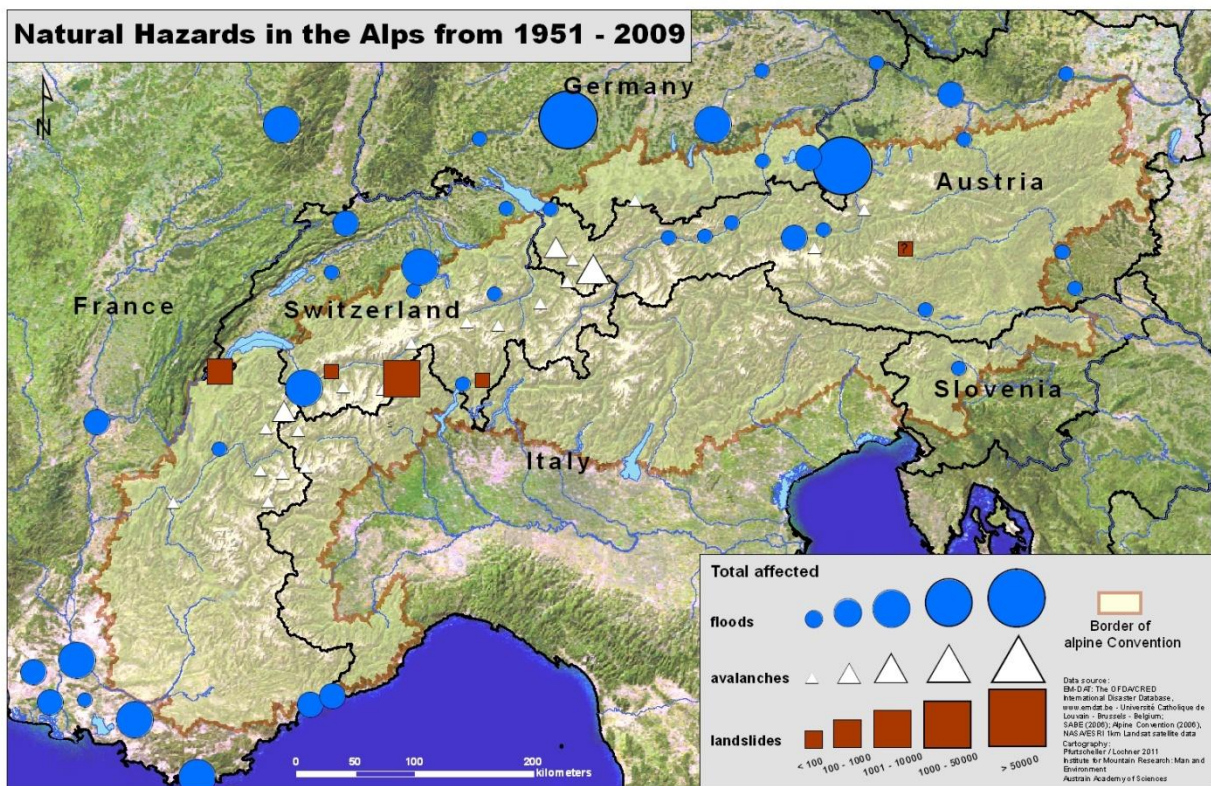 Natural Hazards in the Alps from 1951 - 2009
N
Germany
Austria
France
Switzerland
?
Slovenia
Italy
0 50 100 200
kilometers
Total affected
floods
avalanches
landslides
< 100
100 - 1000
1001 - 10000
1000 - 50000
> 50000
Border of
alpine Convention
Data source:
EM-DAT: The OFDA/CRED
International Disaster Database,
www.emdat.be - Université Catholique de
Louvain - Brussels - Belgium;
SABE (2006); Alpine Convention (2006),
NASA/ESRI 1km Landsat satellite data
Cartography:
Pfurtscheller / Lochner 2011
Institute for Mountain Research: Man and
Environment
Austrain Academy of Sciences